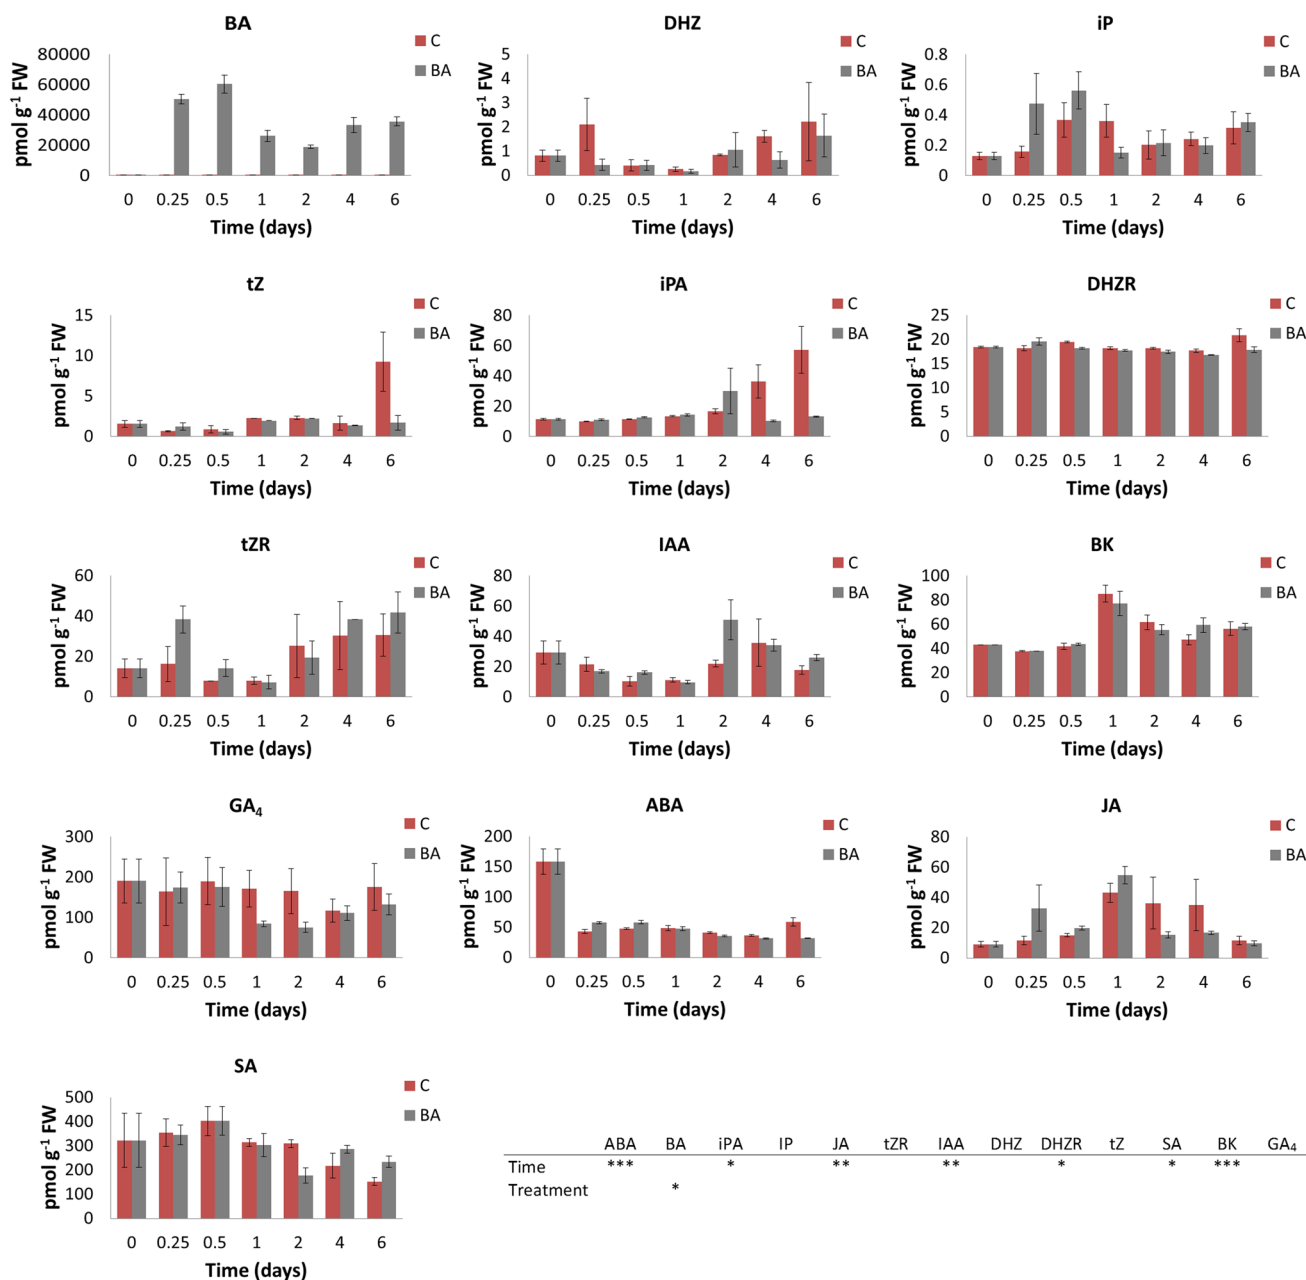 BA
pmol g⁻¹ FW
80000
60000
40000
20000
0
0 0.25 0.5 1 2 4 6
Time (days)
C
BA
DHZ
pmol g⁻¹ FW
5
4
3
2
1
0
0 0.25 0.5 1 2 4 6
Time (days)
C
BA
iP
pmol g⁻¹ FW
0.8
0.6
0.4
0.2
0
0 0.25 0.5 1 2 4 6
Time (days)
C
BA
tZ
pmol g⁻¹ FW
15
10
5
0
0 0.25 0.5 1 2 4 6
Time (days)
C
BA
iPA
pmol g⁻¹ FW
80
60
40
20
0
0 0.25 0.5 1 2 4 6
Time (days)
C
BA
DHZR
pmol g⁻¹ FW
25
20
15
10
5
0
0 0.25 0.5 1 2 4 6
Time (days)
C
BA
tZR
pmol g⁻¹ FW
60
40
20
0
0 0.25 0.5 1 2 4 6
Time (days)
C
BA
IAA
pmol g⁻¹ FW
80
60
40
20
0
0 0.25 0.5 1 2 4 6
Time (days)
C
BA
BK
pmol g⁻¹ FW
100
80
60
40
20
0
0 0.25 0.5 1 2 4 6
Time (days)
C
BA
GA₄
pmol g⁻¹ FW
300
200
100
0
0 0.25 0.5 1 2 4 6
Time (days)
C
BA
ABA
pmol g⁻¹ FW
200
150
100
50
0
0 0.25 0.5 1 2 4 6
Time (days)
C
BA
JA
pmol g⁻¹ FW
80
60
40
20
0
0 0.25 0.5 1 2 4 6
Time (days)
C
BA
SA
pmol g⁻¹ FW
500
400
300
200
100
0
0 0.25 0.5 1 2 4 6
Time (days)
C
BA
ABA BA iPA IP JA tZR IAA DHZ DHZR tZ SA BK GA₄
Time *** * ** ** * * ***
Treatment *